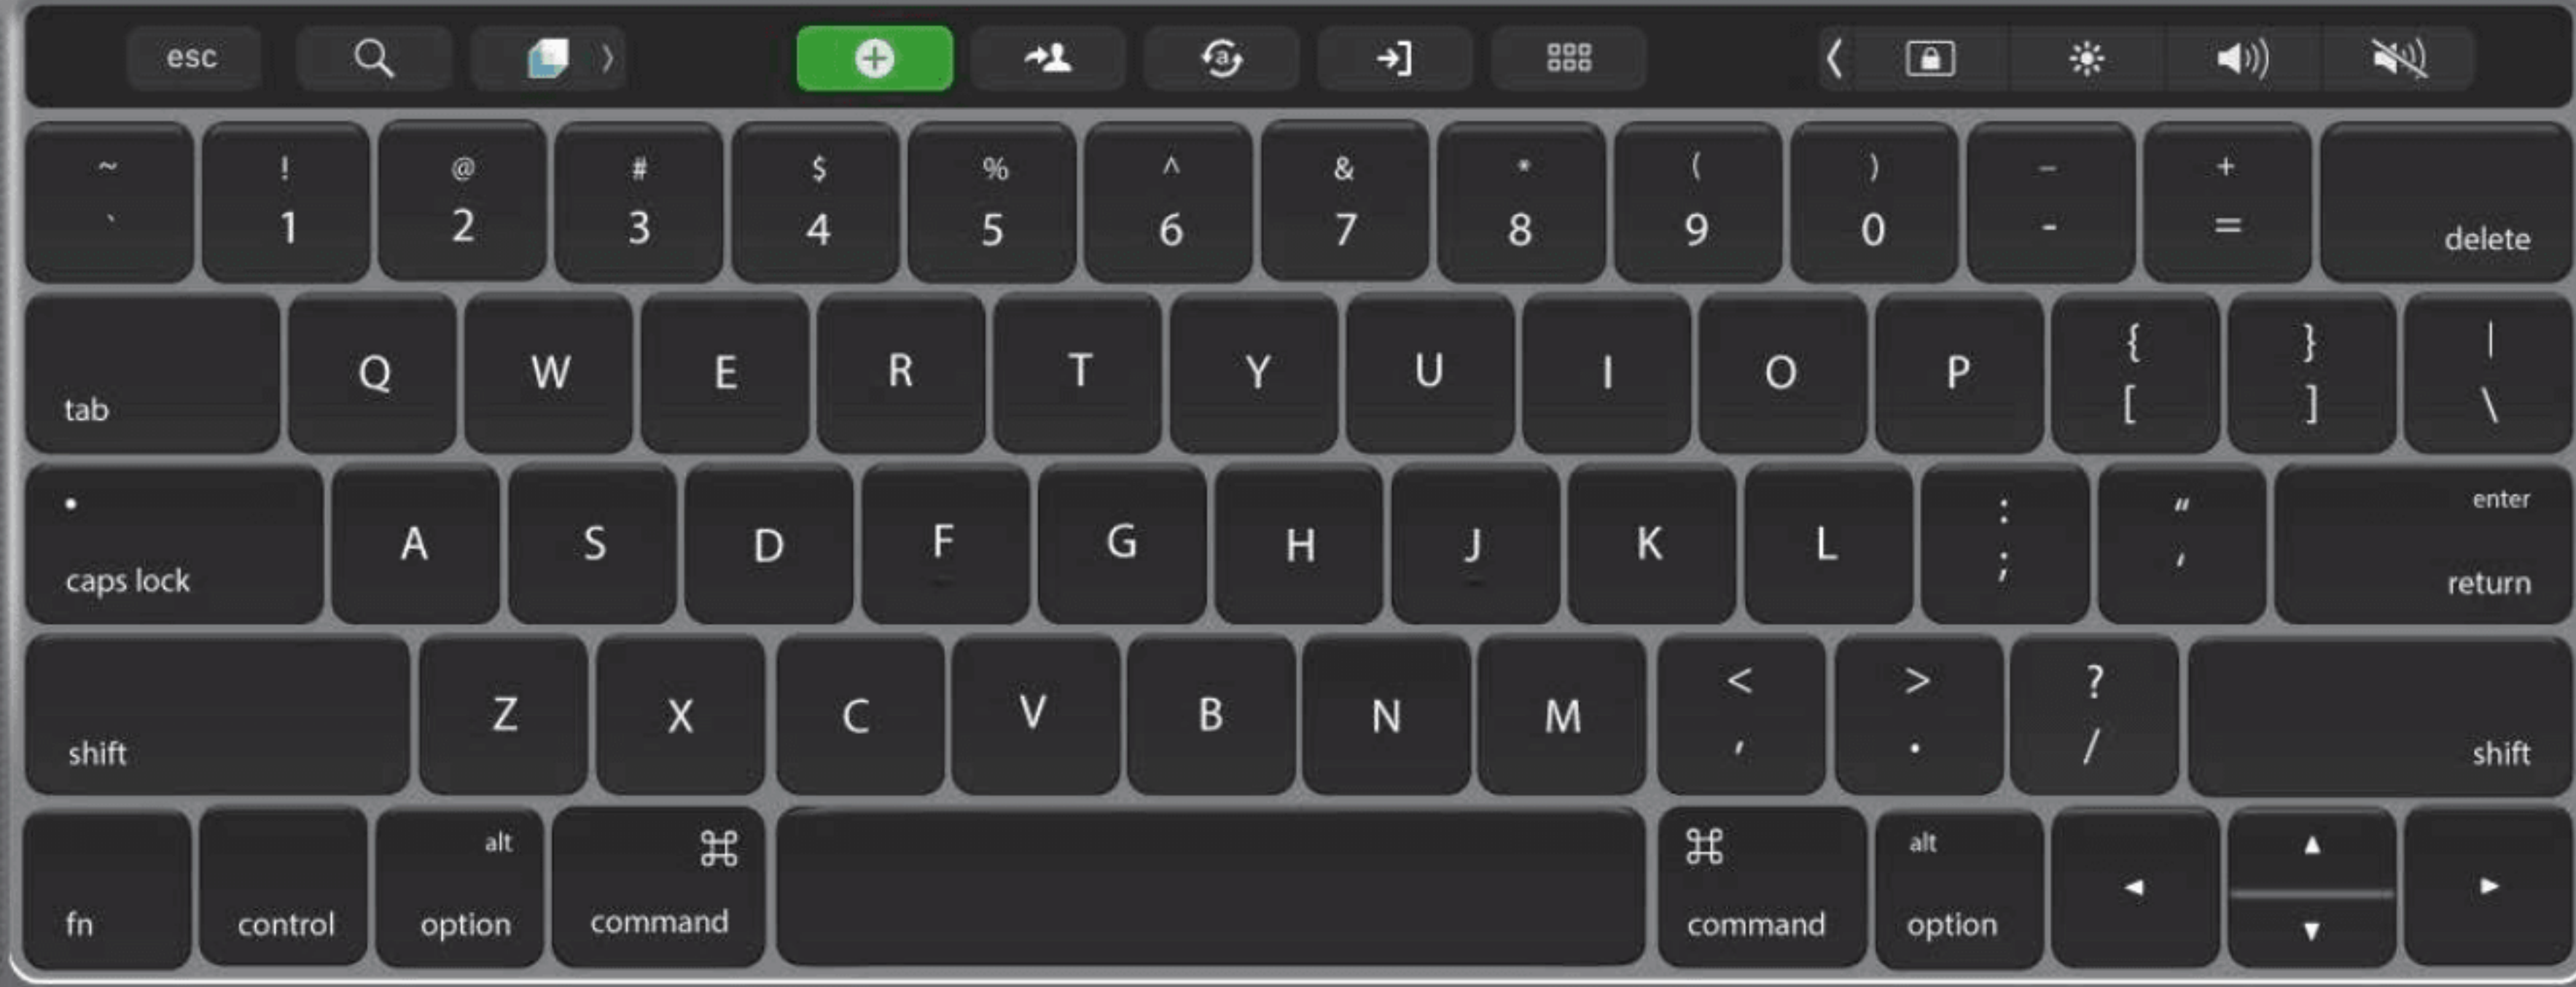 esc
~ ! @ # $ % ^ & * ( ) _ +
` 1 2 3 4 5 6 7 8 9 0 - = delete
Q W E R T Y U I O P { } |
tab [ ] \
A S D F G H J K L : " enter
caps lock ; ' return
Z X C V B N M < > ?
shift , . / shift
alt ⌘ ⌘ alt
fn control option command command option